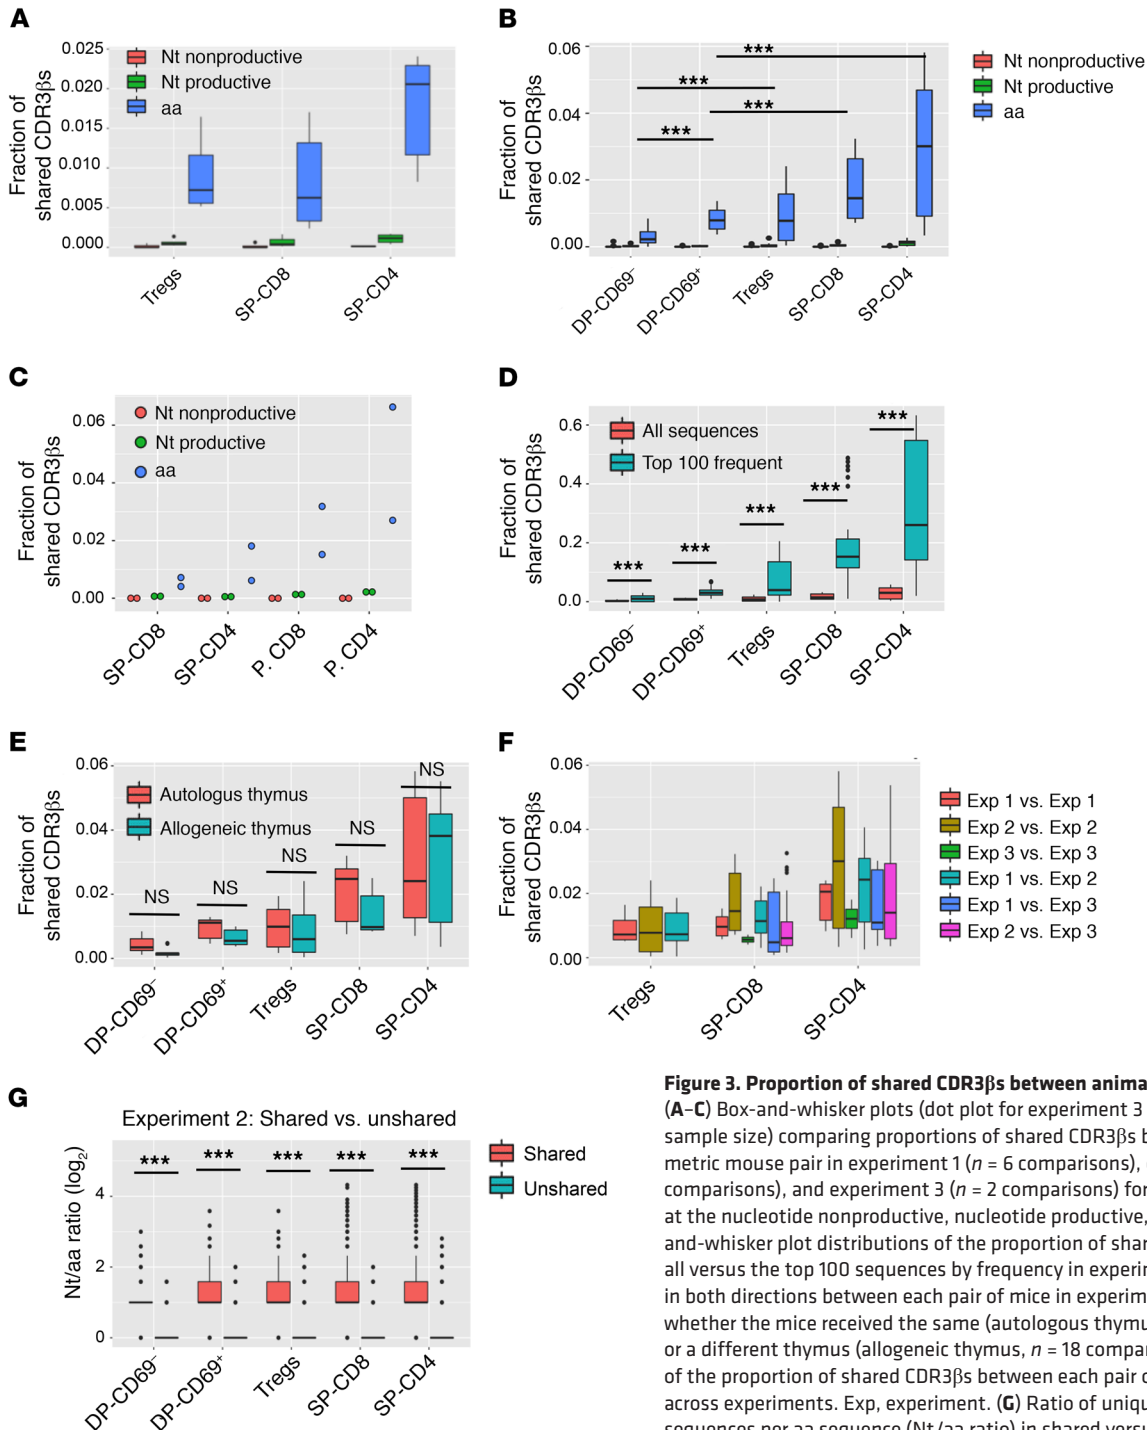 A
Fraction of
shared CDR3βs
0.025
0.020
0.015
0.010
0.005
0.000
Nt nonproductive
Nt productive
aa
Tregs
SP-CD8
SP-CD4
B
Fraction of
shared CDR3βs
0.06
0.04
0.02
0.00
***
***
***
***
Nt nonproductive
Nt productive
aa
DP-CD69⁻
DP-CD69⁺
Tregs
SP-CD8
SP-CD4
C
Fraction of
shared CDR3βs
0.06
0.04
0.02
0.00
Nt nonproductive
Nt productive
aa
SP-CD8
SP-CD4
P. CD8
P. CD4
D
Fraction of
shared CDR3βs
0.6
0.4
0.2
0.0
All sequences
Top 100 frequent
***
***
***
***
***
DP-CD69⁻
DP-CD69⁺
Tregs
SP-CD8
SP-CD4
E
Fraction of
shared CDR3βs
0.06
0.04
0.02
0.00
Autologus thymus
Allogeneic thymus
NS
NS
NS
NS
NS
DP-CD69⁻
DP-CD69⁺
Tregs
SP-CD8
SP-CD4
F
Fraction of
shared CDR3βs
0.06
0.04
0.02
0.00
Exp 1 vs. Exp 1
Exp 2 vs. Exp 2
Exp 3 vs. Exp 3
Exp 1 vs. Exp 2
Exp 1 vs. Exp 3
Exp 2 vs. Exp 3
Tregs
SP-CD8
SP-CD4
G
Experiment 2: Shared vs. unshared
Nt/aa ratio (log₂)
4
2
0
***
***
***
***
***
Shared
Unshared
DP-CD69⁻
DP-CD69⁺
Tregs
SP-CD8
SP-CD4
Figure 3. Proportion of shared CDR3βs between anima
(A–C) Box-and-whisker plots (dot plot for experiment 3
sample size) comparing proportions of shared CDR3βs b
metric mouse pair in experiment 1 (n = 6 comparisons),
comparisons), and experiment 3 (n = 2 comparisons) for
at the nucleotide nonproductive, nucleotide productive,
and-whisker plot distributions of the proportion of shar
all versus the top 100 sequences by frequency in experim
in both directions between each pair of mice in experim
whether the mice received the same (autologous thymu
or a different thymus (allogeneic thymus, n = 18 compar
of the proportion of shared CDR3βs between each pair o
across experiments. Exp, experiment. (G) Ratio of uniqu
sequences per aa sequence (Nt/aa ratio) in shared versu